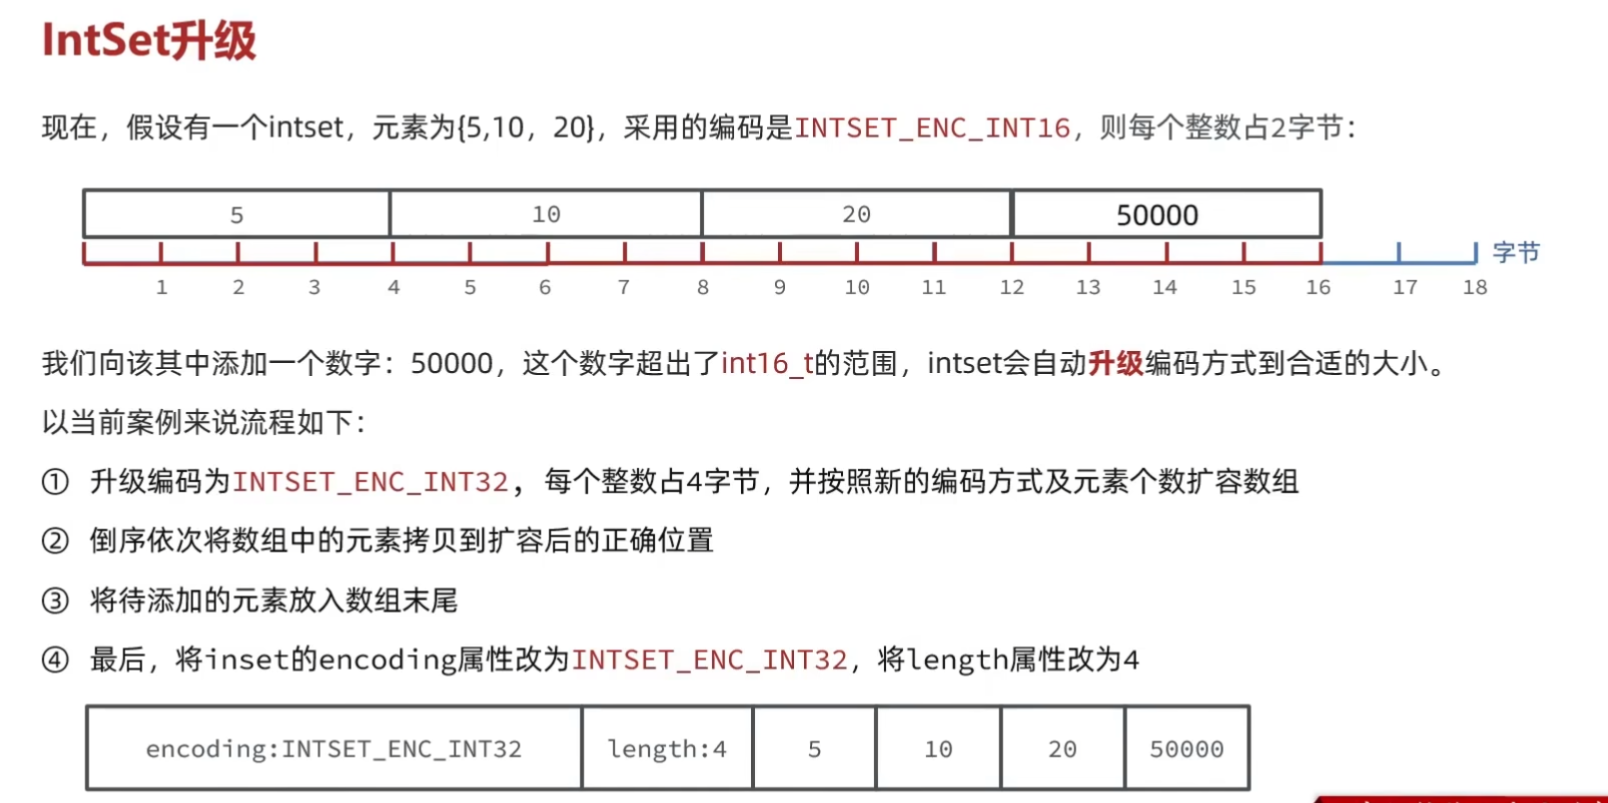 IntSet升级
现在，假设有一个intset，元素为{5,10，20}，采用的编码是INTSET_ENC_INT16，则每个整数占2字节：
5 10 20 50000
字节
1 2 3 4 5 6 7 8 9 10 11 12 13 14 15 16 17 18
我们向该其中添加一个数字：50000，这个数字超出了int16_t的范围，intset会自动升级编码方式到合适的大小。
以当前案例来说流程如下：
① 升级编码为INTSET_ENC_INT32，每个整数占4字节，并按照新的编码方式及元素个数扩容数组
② 倒序依次将数组中的元素拷贝到扩容后的正确位置
③ 将待添加的元素放入数组末尾
④ 最后，将inset的encoding属性改为INTSET_ENC_INT32，将length属性改为4
encoding:INTSET_ENC_INT32 length:4 5 10 20 50000